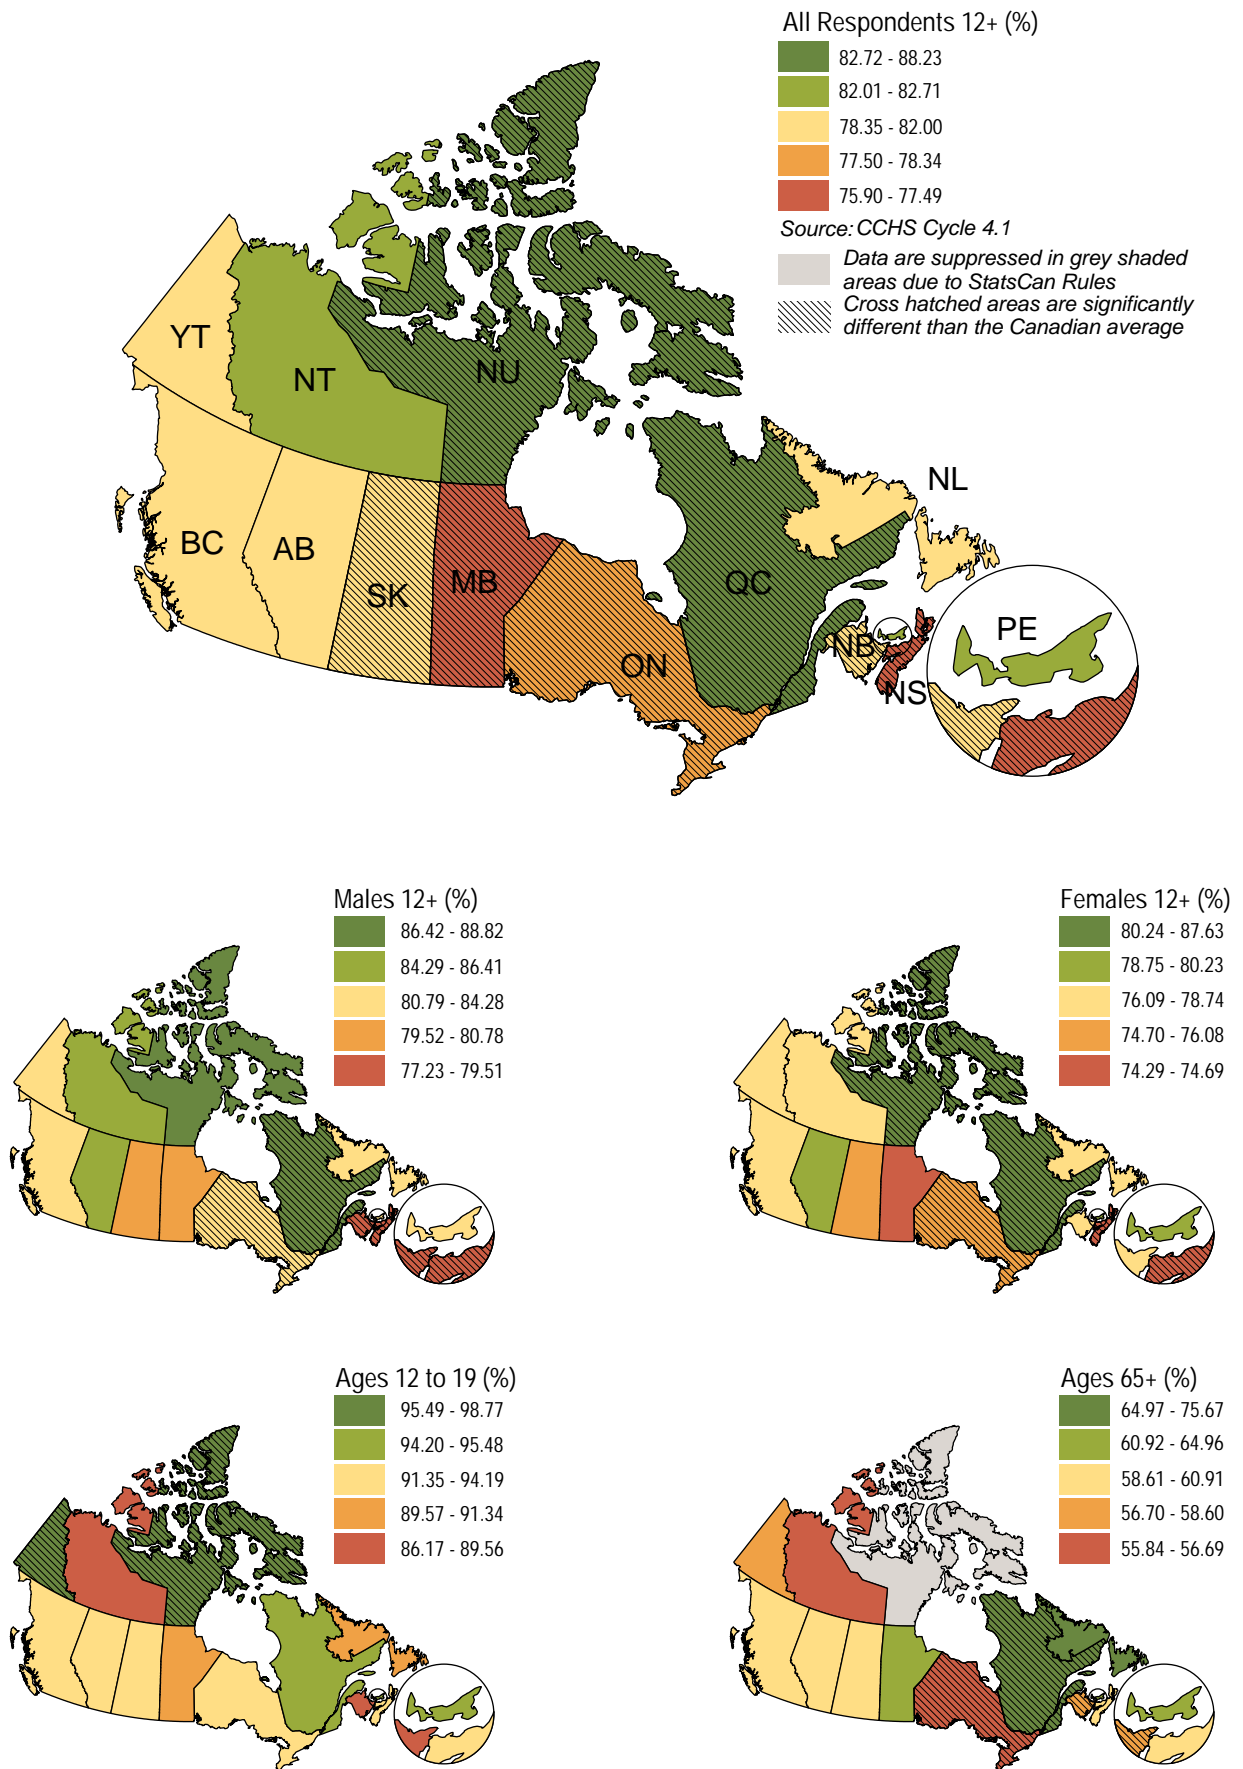 All Respondents 12+ (%)
82.72 - 88.23
82.01 - 82.71
78.35 - 82.00
77.50 - 78.34
75.90 - 77.49
Source: CCHS Cycle 4.1
Data are suppressed in grey shaded
areas due to StatsCan Rules
Cross hatched areas are significantly
different than the Canadian average
YT
NT
NU
NL
BC
AB
SK
MB
QC
ON
NB
PE
NS
Males 12+ (%)
86.42 - 88.82
84.29 - 86.41
80.79 - 84.28
79.52 - 80.78
77.23 - 79.51
Females 12+ (%)
80.24 - 87.63
78.75 - 80.23
76.09 - 78.74
74.70 - 76.08
74.29 - 74.69
Ages 12 to 19 (%)
95.49 - 98.77
94.20 - 95.48
91.35 - 94.19
89.57 - 91.34
86.17 - 89.56
Ages 65+ (%)
64.97 - 75.67
60.92 - 64.96
58.61 - 60.91
56.70 - 58.60
55.84 - 56.69